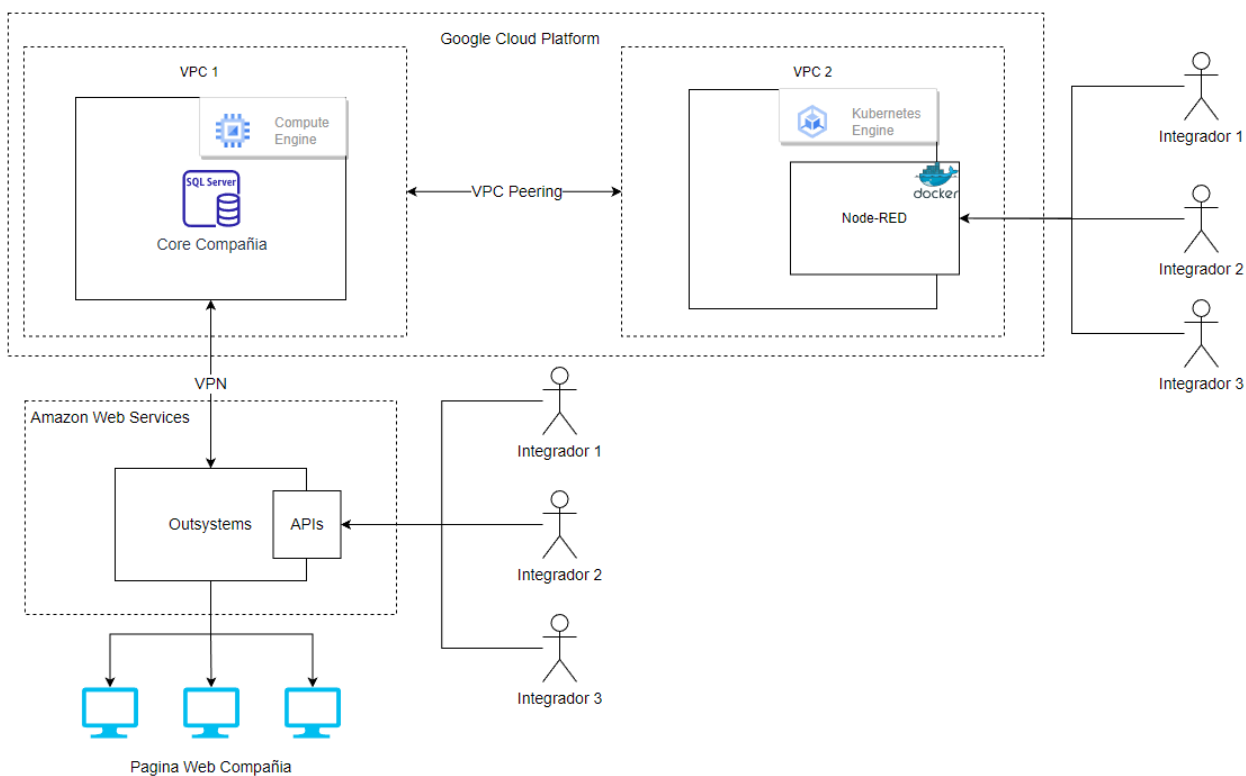 Google Cloud Platform
VPC 1
Compute
Engine
SQL Server
Core Compañia
VPC Peering
VPC 2
Kubernetes
Engine
docker
Node-RED
Integrador 1
Integrador 2
Integrador 3
VPN
Amazon Web Services
Outsystems
APIs
Integrador 1
Integrador 2
Integrador 3
Pagina Web Compañia